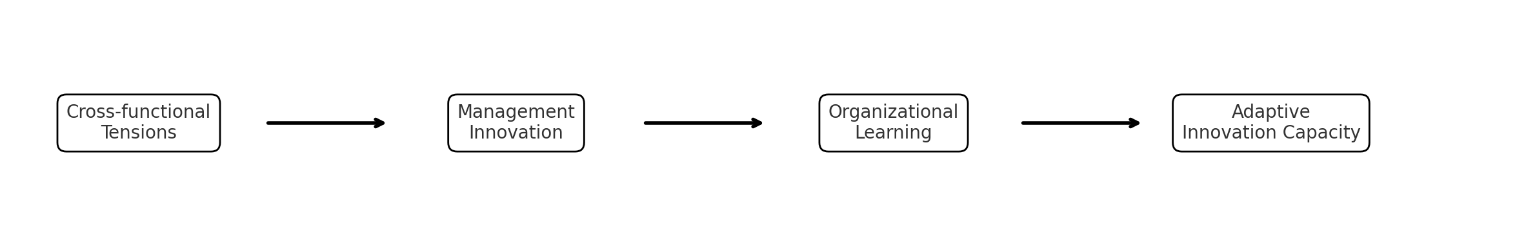 Cross-functional
Tensions
Management
Innovation
Organizational
Learning
Adaptive
Innovation Capacity